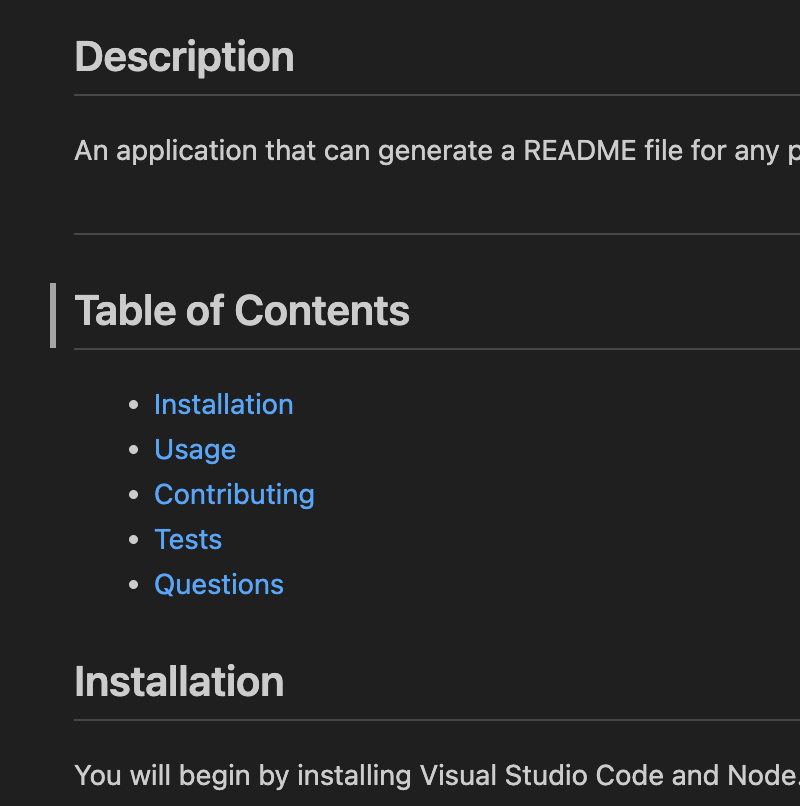 Description
An application that can generate a README file for any
Table of Contents
Installation
Usage
Contributing
Tests
Questions
Installation
You will begin by installing Visual Studio Code and Node.